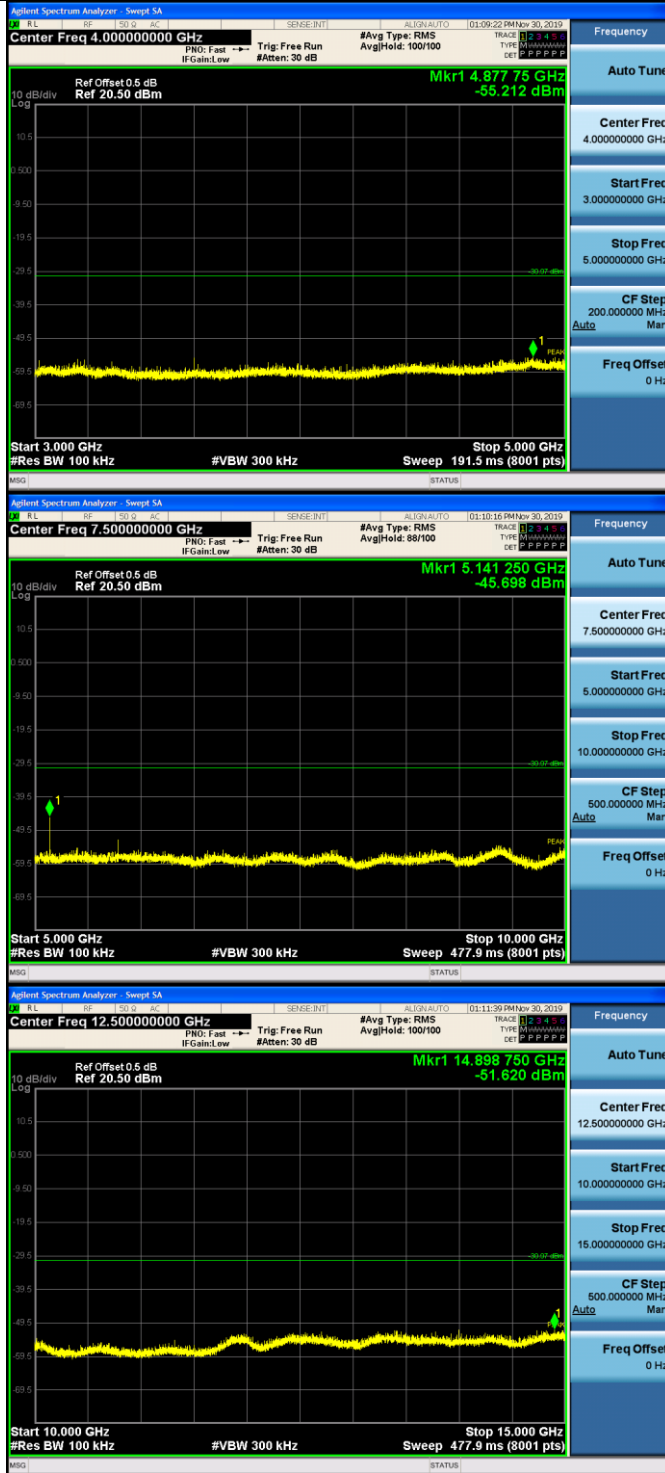 Agilent Spectrum Analyzer - Swept SA
RL RF 50 Ω AC SENSE:INT ALIGN AUTO 01:09:22 PM Nov 30, 2019
Center Freq 4.000000000 GHz
PNO: Fast
IFGain:Low
Trig: Free Run
#Atten: 30 dB
#Avg Type: RMS
Avg|Hold: 100/100
TRACE 1 2 3 4 5 6
TYPE M
DET P P P P P P
Frequency
Auto Tune
Mkr1 4.877 75 GHz
-55.212 dBm
Ref Offset 0.5 dB
10 dB/div Ref 20.50 dBm
Log
10.5
0.500
-9.50
-19.5
-29.5
-39.5
-49.5
-59.5
-69.5
-30.07 dBm
1
PEAK
Center Freq
4.000000000 GHz
Start Freq
3.000000000 GHz
Stop Freq
5.000000000 GHz
CF Step
200.000000 MHz
Auto Man
Freq Offset
0 Hz
Start 3.000 GHz Stop 5.000 GHz
#Res BW 100 kHz #VBW 300 kHz Sweep 191.5 ms (8001 pts)
MSG STATUS
Agilent Spectrum Analyzer - Swept SA
RL RF 50 Ω AC SENSE:INT ALIGN AUTO 01:10:16 PM Nov 30, 2019
Center Freq 7.500000000 GHz
PNO: Fast
IFGain:Low
Trig: Free Run
#Atten: 30 dB
#Avg Type: RMS
Avg|Hold: 88/100
TRACE 1 2 3 4 5 6
TYPE M
DET P P P P P P
Frequency
Auto Tune
Mkr1 5.141 250 GHz
-45.698 dBm
Ref Offset 0.5 dB
10 dB/div Ref 20.50 dBm
Log
10.5
0.500
-9.50
-19.5
-29.5
-39.5
-49.5
-59.5
-69.5
-30.07 dBm
1
PEAK
Center Freq
7.500000000 GHz
Start Freq
5.000000000 GHz
Stop Freq
10.000000000 GHz
CF Step
500.000000 MHz
Auto Man
Freq Offset
0 Hz
Start 5.000 GHz Stop 10.000 GHz
#Res BW 100 kHz #VBW 300 kHz Sweep 477.9 ms (8001 pts)
MSG STATUS
Agilent Spectrum Analyzer - Swept SA
RL RF 50 Ω AC SENSE:INT ALIGN AUTO 01:11:39 PM Nov 30, 2019
Center Freq 12.500000000 GHz
PNO: Fast
IFGain:Low
Trig: Free Run
#Atten: 30 dB
#Avg Type: RMS
Avg|Hold: 100/100
TRACE 1 2 3 4 5 6
TYPE M
DET P P P P P P
Frequency
Auto Tune
Mkr1 14.898 750 GHz
-51.620 dBm
Ref Offset 0.5 dB
10 dB/div Ref 20.50 dBm
Log
10.5
0.500
-9.50
-19.5
-29.5
-39.5
-49.5
-59.5
-69.5
-30.07 dBm
1
PEAK
Center Freq
12.500000000 GHz
Start Freq
10.000000000 GHz
Stop Freq
15.000000000 GHz
CF Step
500.000000 MHz
Auto Man
Freq Offset
0 Hz
Start 10.000 GHz Stop 15.000 GHz
#Res BW 100 kHz #VBW 300 kHz Sweep 477.9 ms (8001 pts)
MSG STATUS